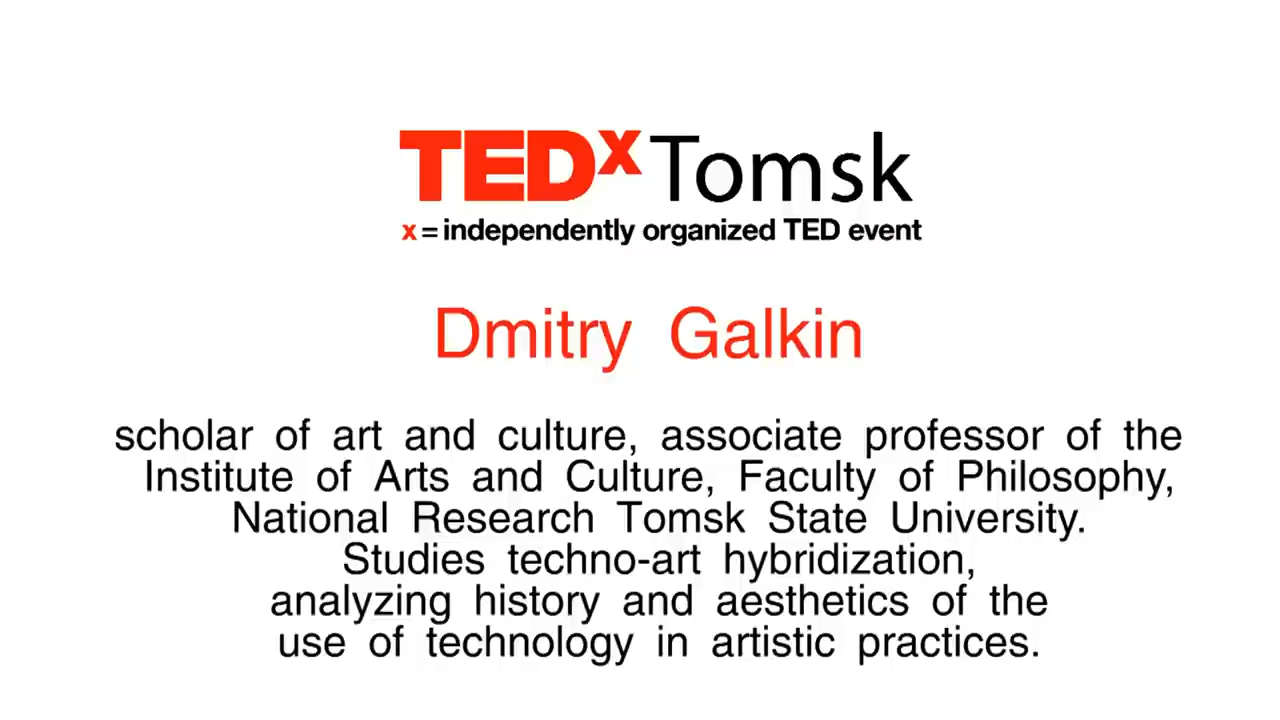 TEDx Tomsk
x = independently organized TED event
Dmitry Galkin
scholar of art and culture, associate professor of the
Institute of Arts and Culture, Faculty of Philosophy,
National Research Tomsk State University.
Studies techno-art hybridization,
analyzing history and aesthetics of the
use of technology in artistic practices.